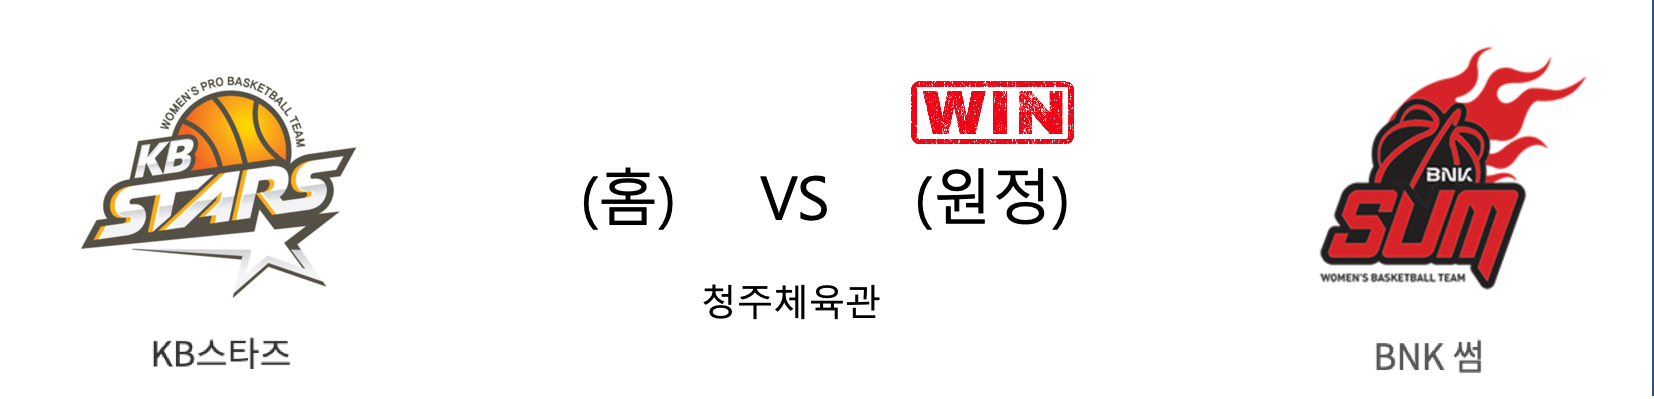 WOMEN'S PRO BASKETBALL TEAM
KB
STARS
KB스타즈
WIN
(홈) VS (원정)
청주체육관
BNK
SUM
WOMEN'S BASKETBALL TEAM
BNK 썸